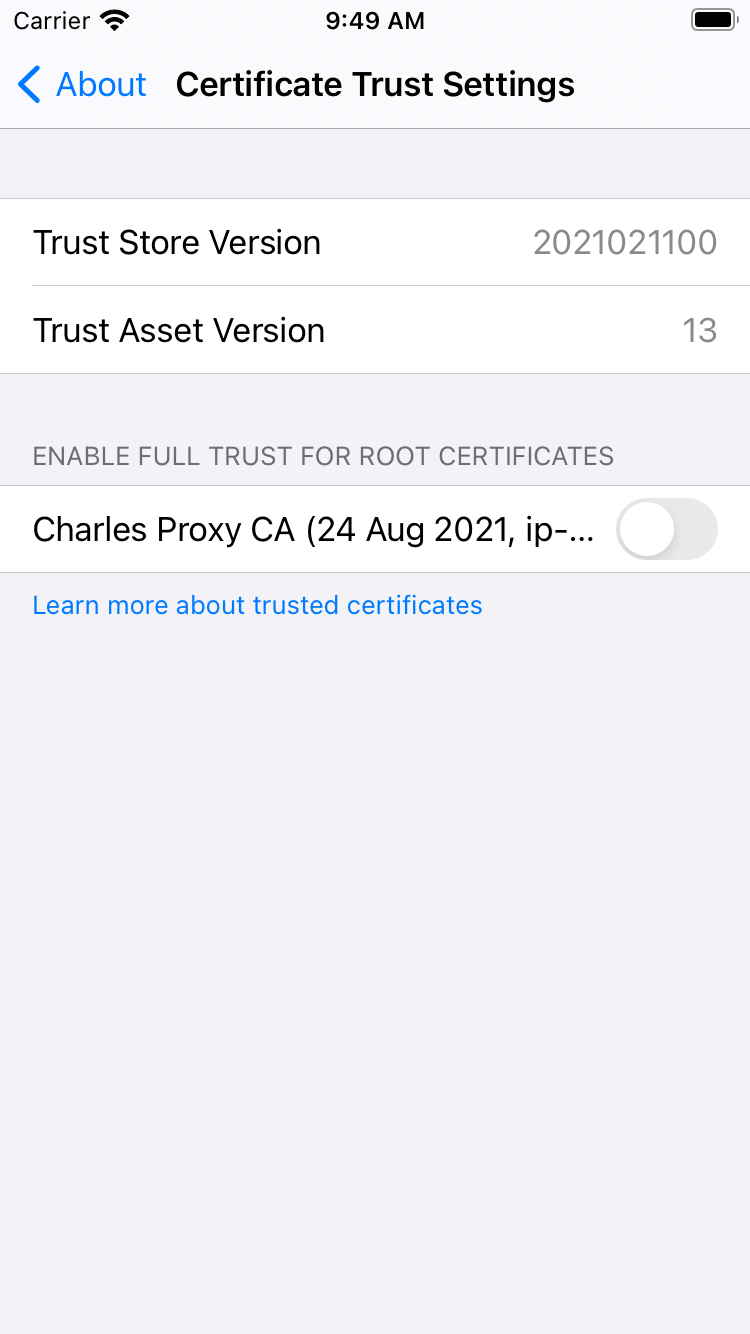 Carrier 9:49 AM
About Certificate Trust Settings
Trust Store Version 2021021100
Trust Asset Version 13
ENABLE FULL TRUST FOR ROOT CERTIFICATES
Charles Proxy CA (24 Aug 2021, ip-...
Learn more about trusted certificates